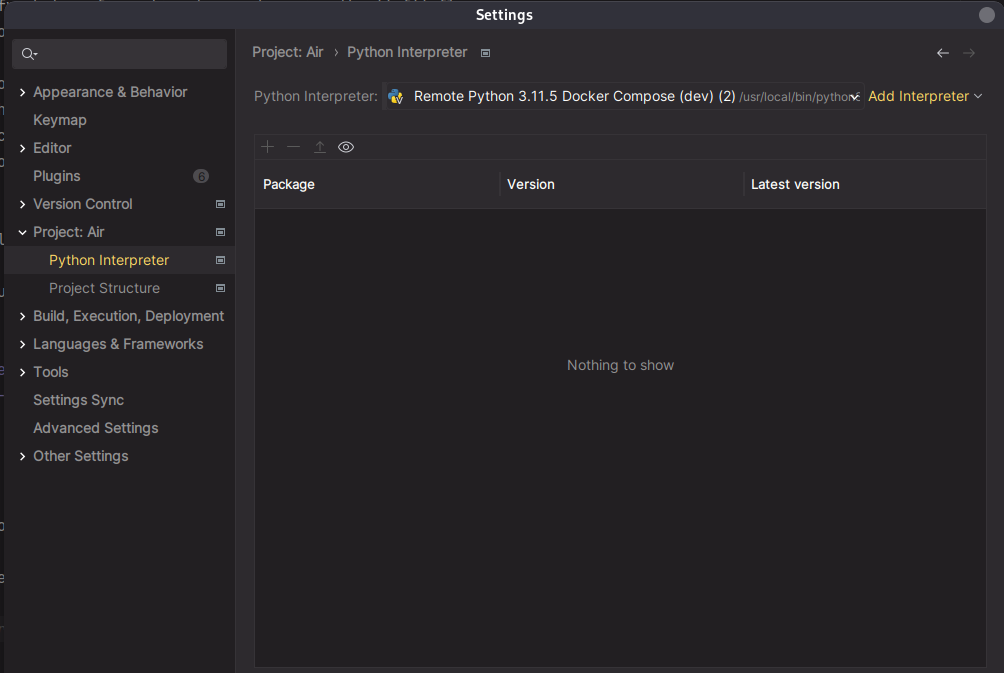 Settings
Appearance & Behavior
Keymap
Editor
Plugins 6
Version Control
Project: Air
Python Interpreter
Project Structure
Build, Execution, Deployment
Languages & Frameworks
Tools
Settings Sync
Advanced Settings
Other Settings
Project: Air › Python Interpreter
Python Interpreter: Remote Python 3.11.5 Docker Compose (dev) (2) /usr/local/bin/python Add Interpreter
Package Version Latest version
Nothing to show